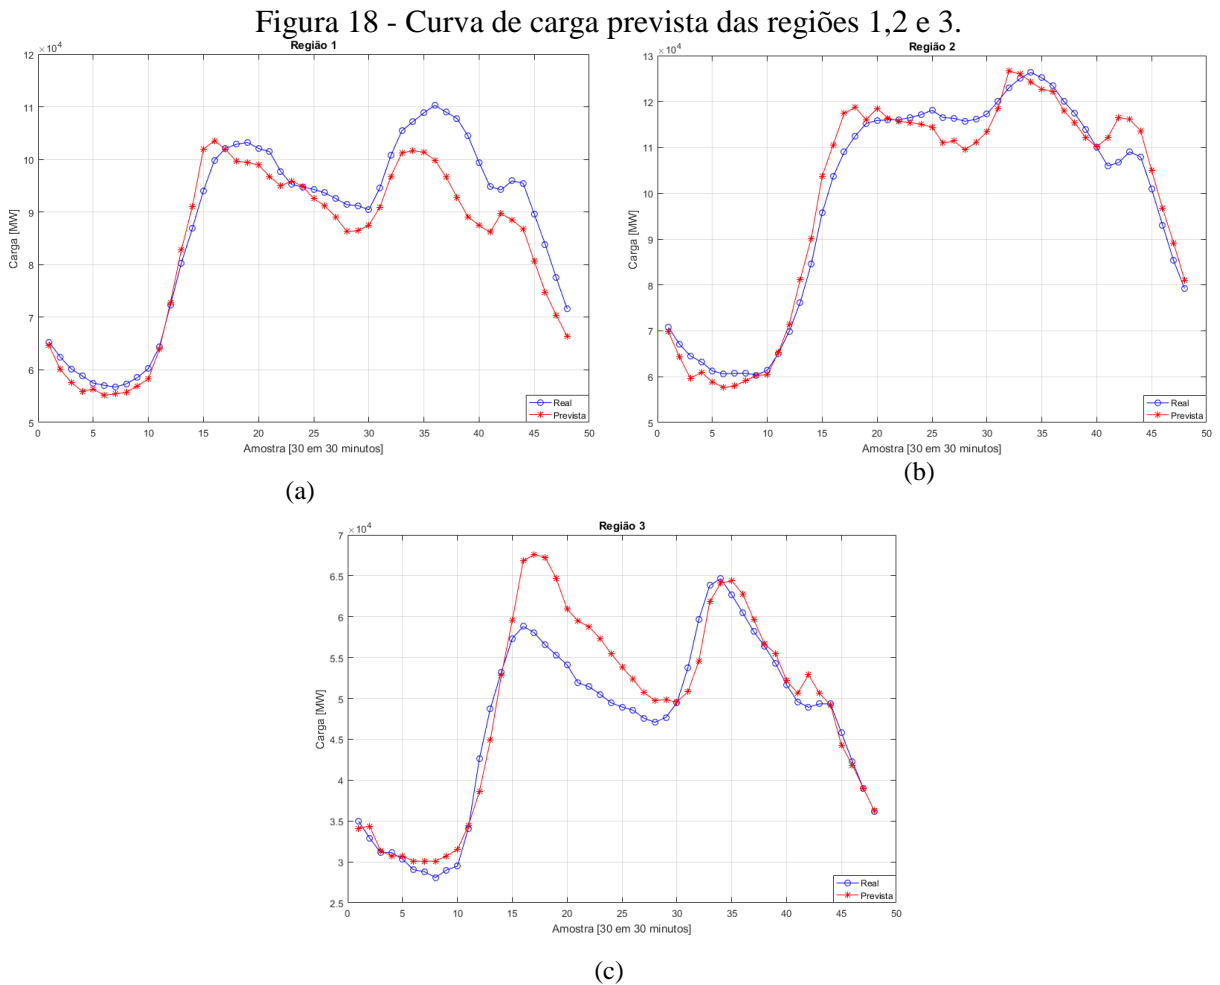 Figura 18 - Curva de carga prevista das regiões 1,2 e 3.
Região 1
×10⁴
12
11
10
9
8
7
6
5
0 5 10 15 20 25 30 35 40 45 50
Carga [MW]
Amostra [30 em 30 minutos]
Real
Prevista
(a)
Região 2
×10⁴
13
12
11
10
9
8
7
6
5
0 5 10 15 20 25 30 35 40 45 50
Carga [MW]
Amostra [30 em 30 minutos]
Real
Prevista
(b)
Região 3
×10⁴
7
6.5
6
5.5
5
4.5
4
3.5
3
2.5
0 5 10 15 20 25 30 35 40 45 50
Carga [MW]
Amostra [30 em 30 minutos]
Real
Prevista
(c)